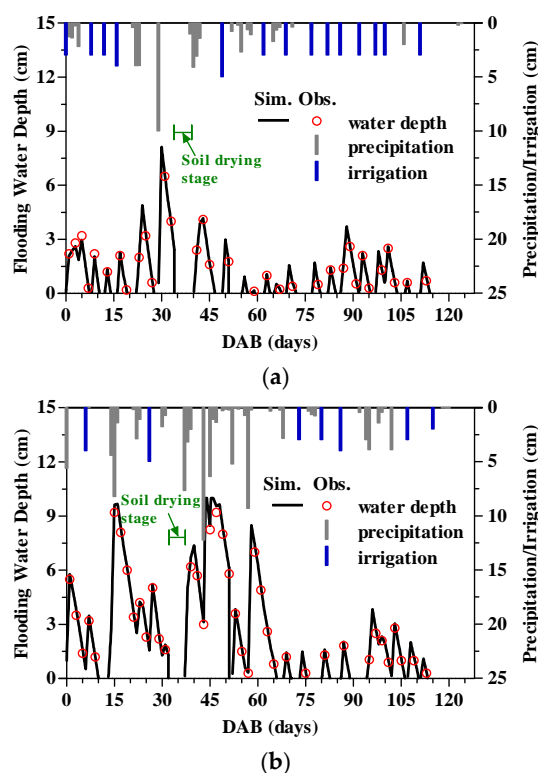 15
12
9
6
3
0
Flooding Water Depth (cm)
0
5
10
15
20
25
Precipitation/Irrigation (cm)
Sim. Obs.
water depth
precipitation
irrigation
Soil drying
stage
0 15 30 45 60 75 90 105 120
DAB (days)
(a)
15
12
9
6
3
0
Flooding Water Depth (cm)
0
5
10
15
20
25
Precipitation/Irrigation (cm)
Soil drying
stage
Sim. Obs.
water depth
precipitation
irrigation
0 15 30 45 60 75 90 105 120
DAB (days)
(b)